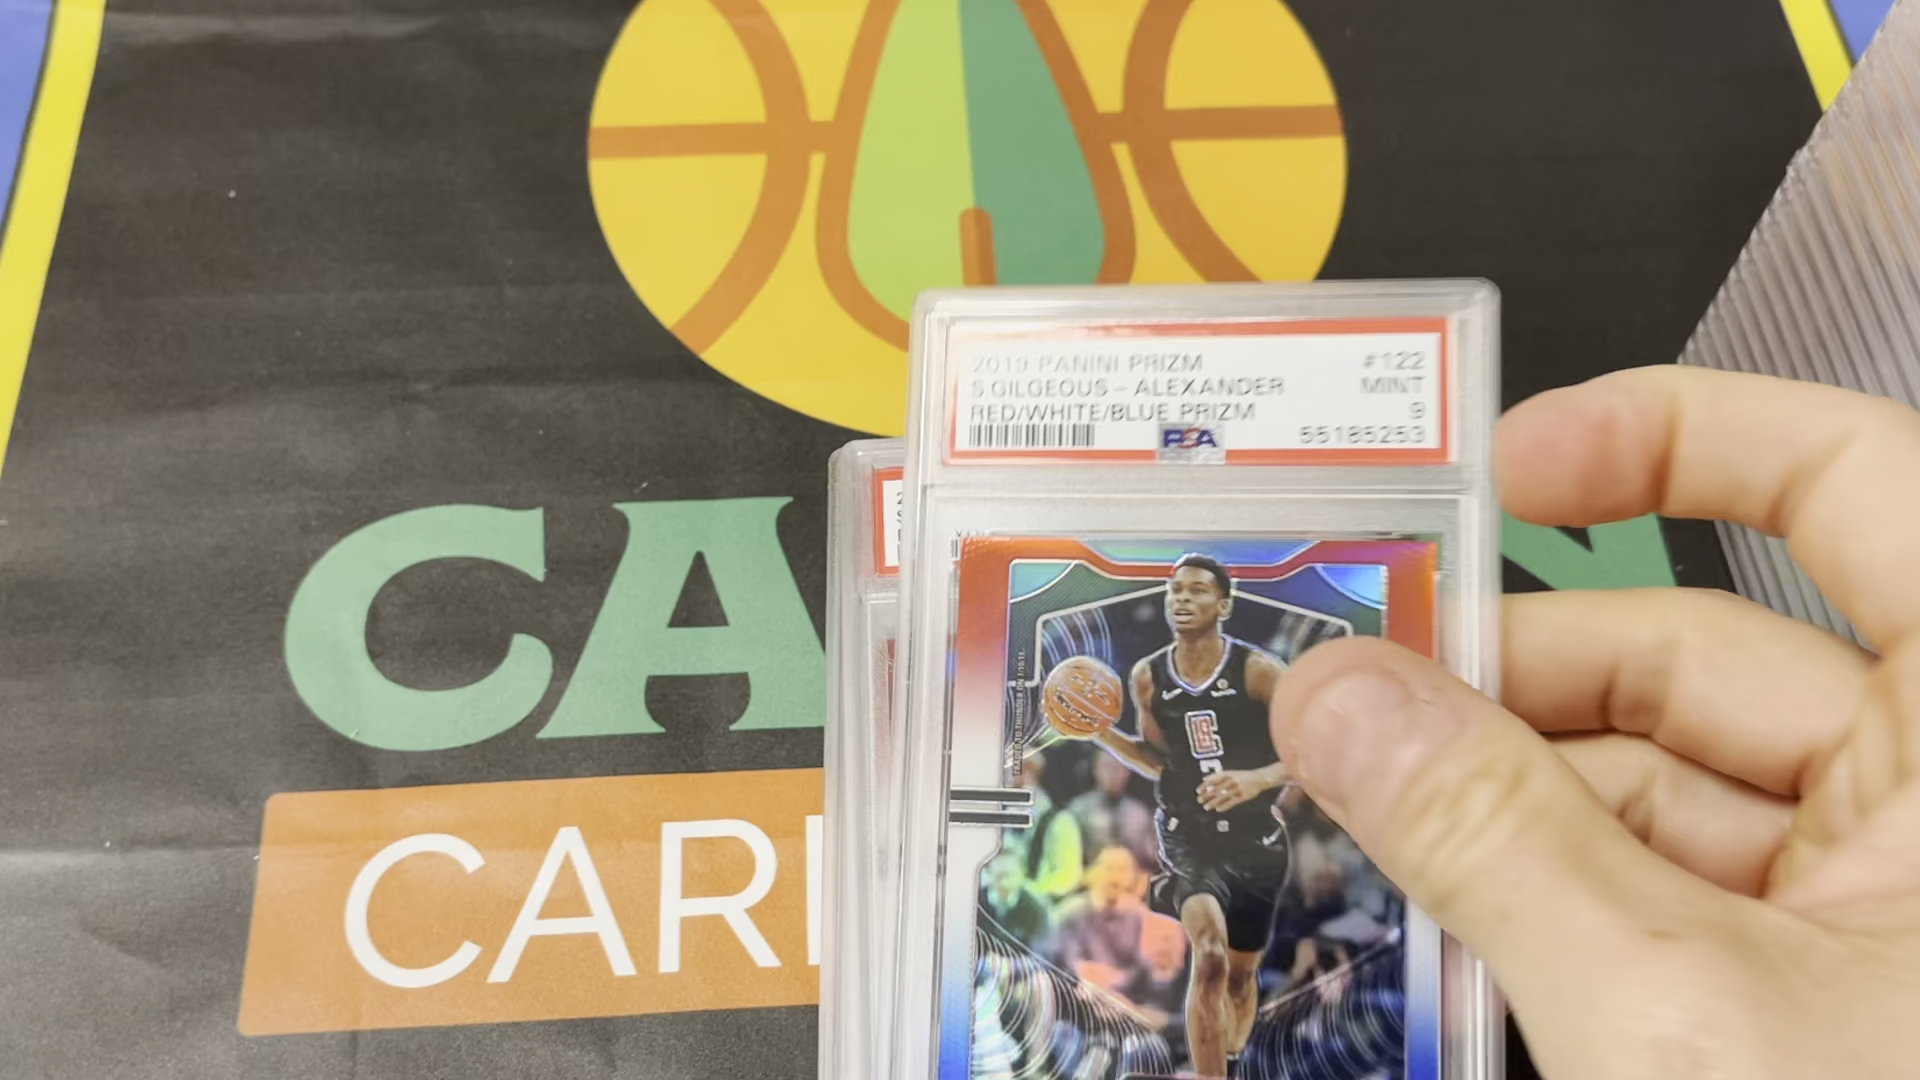 2019 PANINI PRIZM #122
S GILGEOUS - ALEXANDER MINT
RED/WHITE/BLUE PRIZM 9
PSA 55185253
CA
CAR